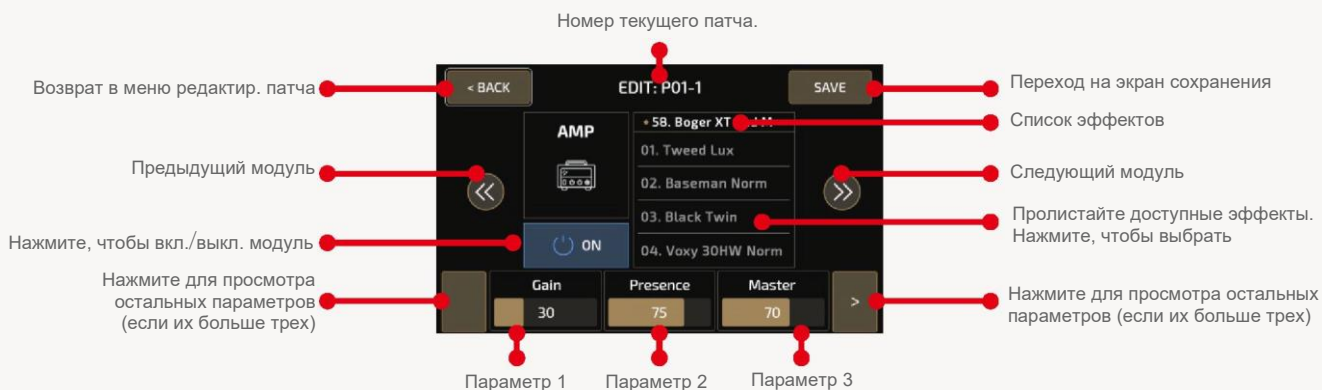 Номер текущего патча.
Возврат в меню редактир. патча
< BACK
EDIT: P01-1
SAVE
Переход на экран сохранения
AMP
58. Boger XT M
Список эффектов
01. Tweed Lux
Предыдущий модуль
02. Baseman Norm
Следующий модуль
03. Black Twin
Пролистайте доступные эффекты.
Нажмите, чтобы выбрать
Нажмите, чтобы вкл./выкл. модуль
ON
04. Voxy 30HW Norm
Нажмите для просмотра
остальных параметров
(если их больше трех)
Gain
Presence
Master
30
75
70
>
Нажмите для просмотра остальных
параметров (если их больше трех)
Параметр 1
Параметр 2
Параметр 3